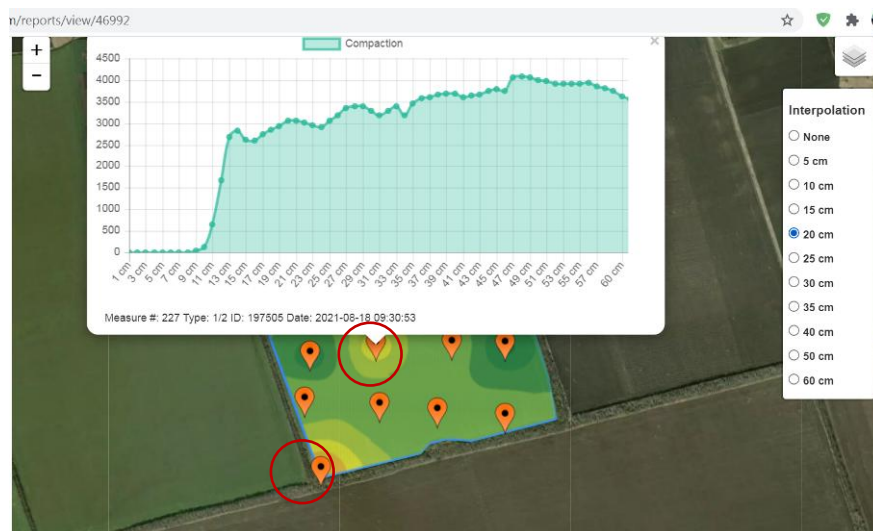 m/reports/view/46992
+
−
Compaction
×
4500
4000
3500
3000
2500
2000
1500
1000
500
0
1 cm
3 cm
5 cm
7 cm
9 cm
11 cm
13 cm
15 cm
17 cm
19 cm
21 cm
23 cm
25 cm
27 cm
29 cm
31 cm
33 cm
35 cm
37 cm
39 cm
41 cm
43 cm
45 cm
47 cm
49 cm
51 cm
53 cm
55 cm
57 cm
60 cm
Measure #: 227 Type: 1/2 ID: 197505 Date: 2021-08-18 09:30:53
Interpolation
None
5 cm
10 cm
15 cm
20 cm
25 cm
30 cm
35 cm
40 cm
50 cm
60 cm